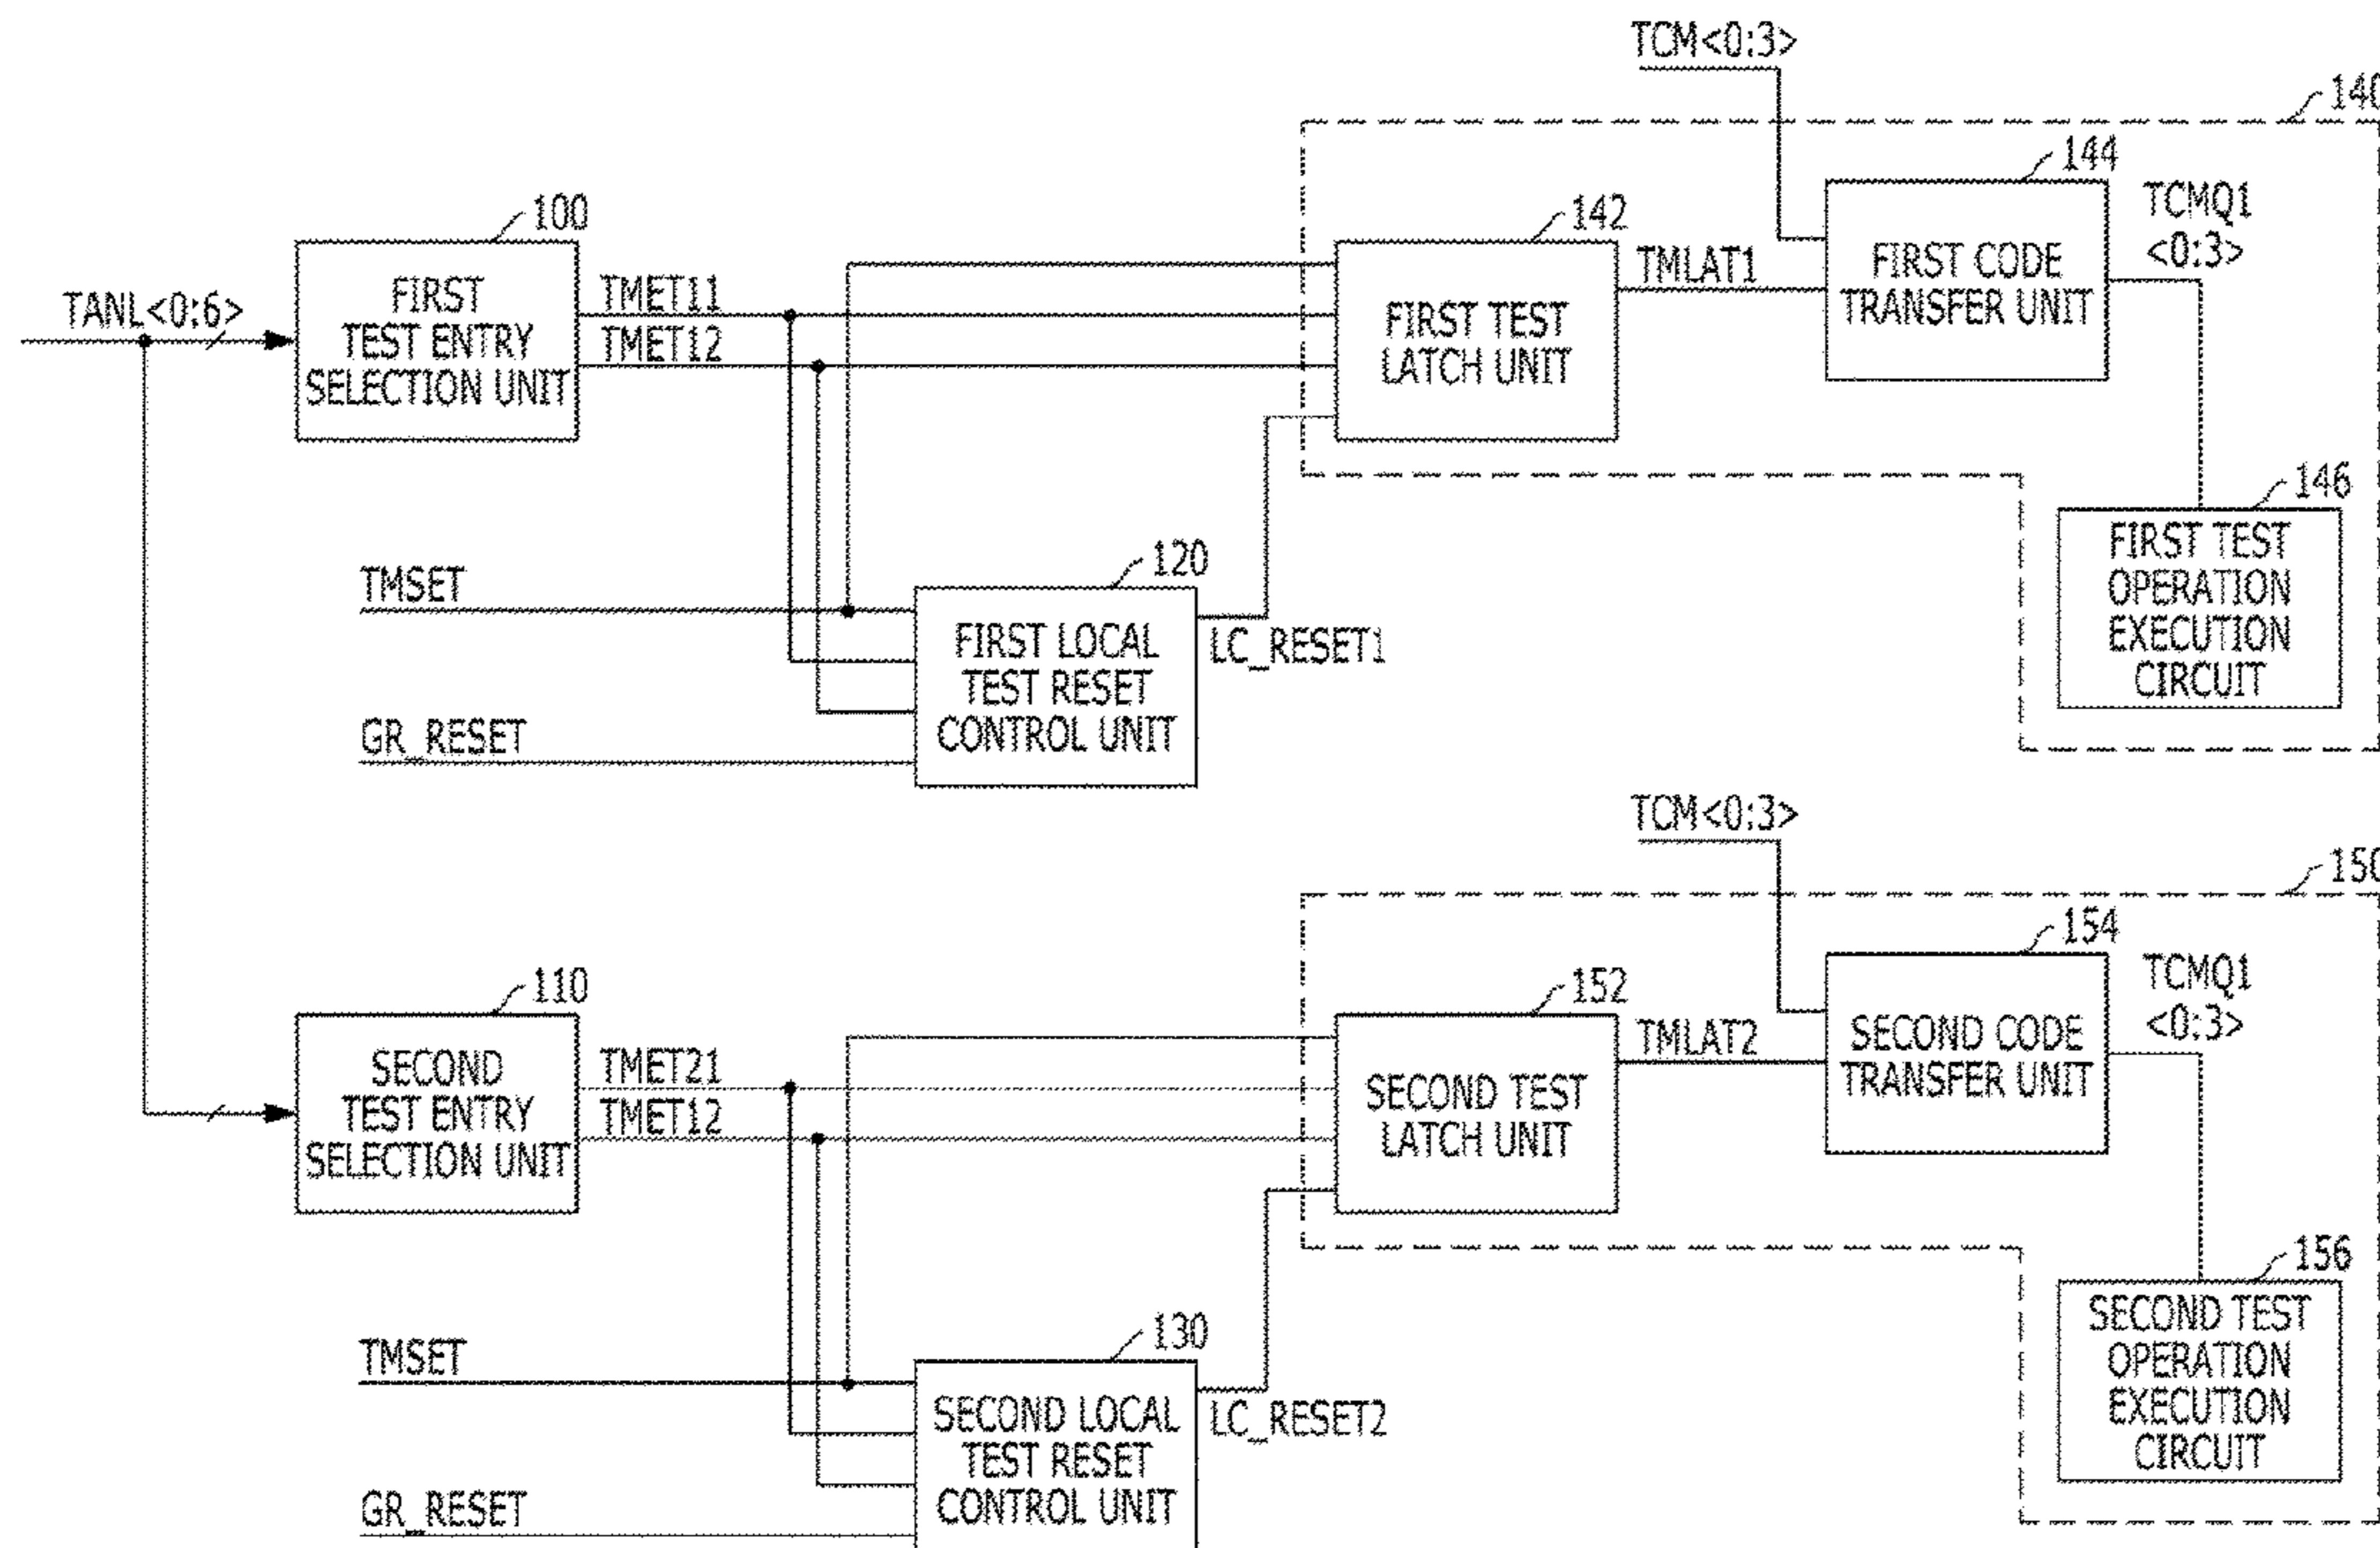 TCM<0:3>
140
144
TCMQ1
<0:3>
FIRST CODE
TRANSFER UNIT
142
TMLAT1
FIRST TEST
LATCH UNIT
100
FIRST
TEST ENTRY
SELECTION UNIT
TANL<0:6>
TMET11
TMET12
146
FIRST TEST
OPERATION
EXECUTION
CIRCUIT
120
TMSET
FIRST LOCAL
TEST RESET
CONTROL UNIT
LC_RESET1
GR_RESET
TCM<0:3>
150
154
TCMQ1
<0:3>
SECOND CODE
TRANSFER UNIT
152
TMLAT2
SECOND TEST
LATCH UNIT
110
SECOND
TEST ENTRY
SELECTION UNIT
TMET21
TMET12
156
SECOND TEST
OPERATION
EXECUTION
CIRCUIT
130
TMSET
SECOND LOCAL
TEST RESET
CONTROL UNIT
LC_RESET2
GR_RESET